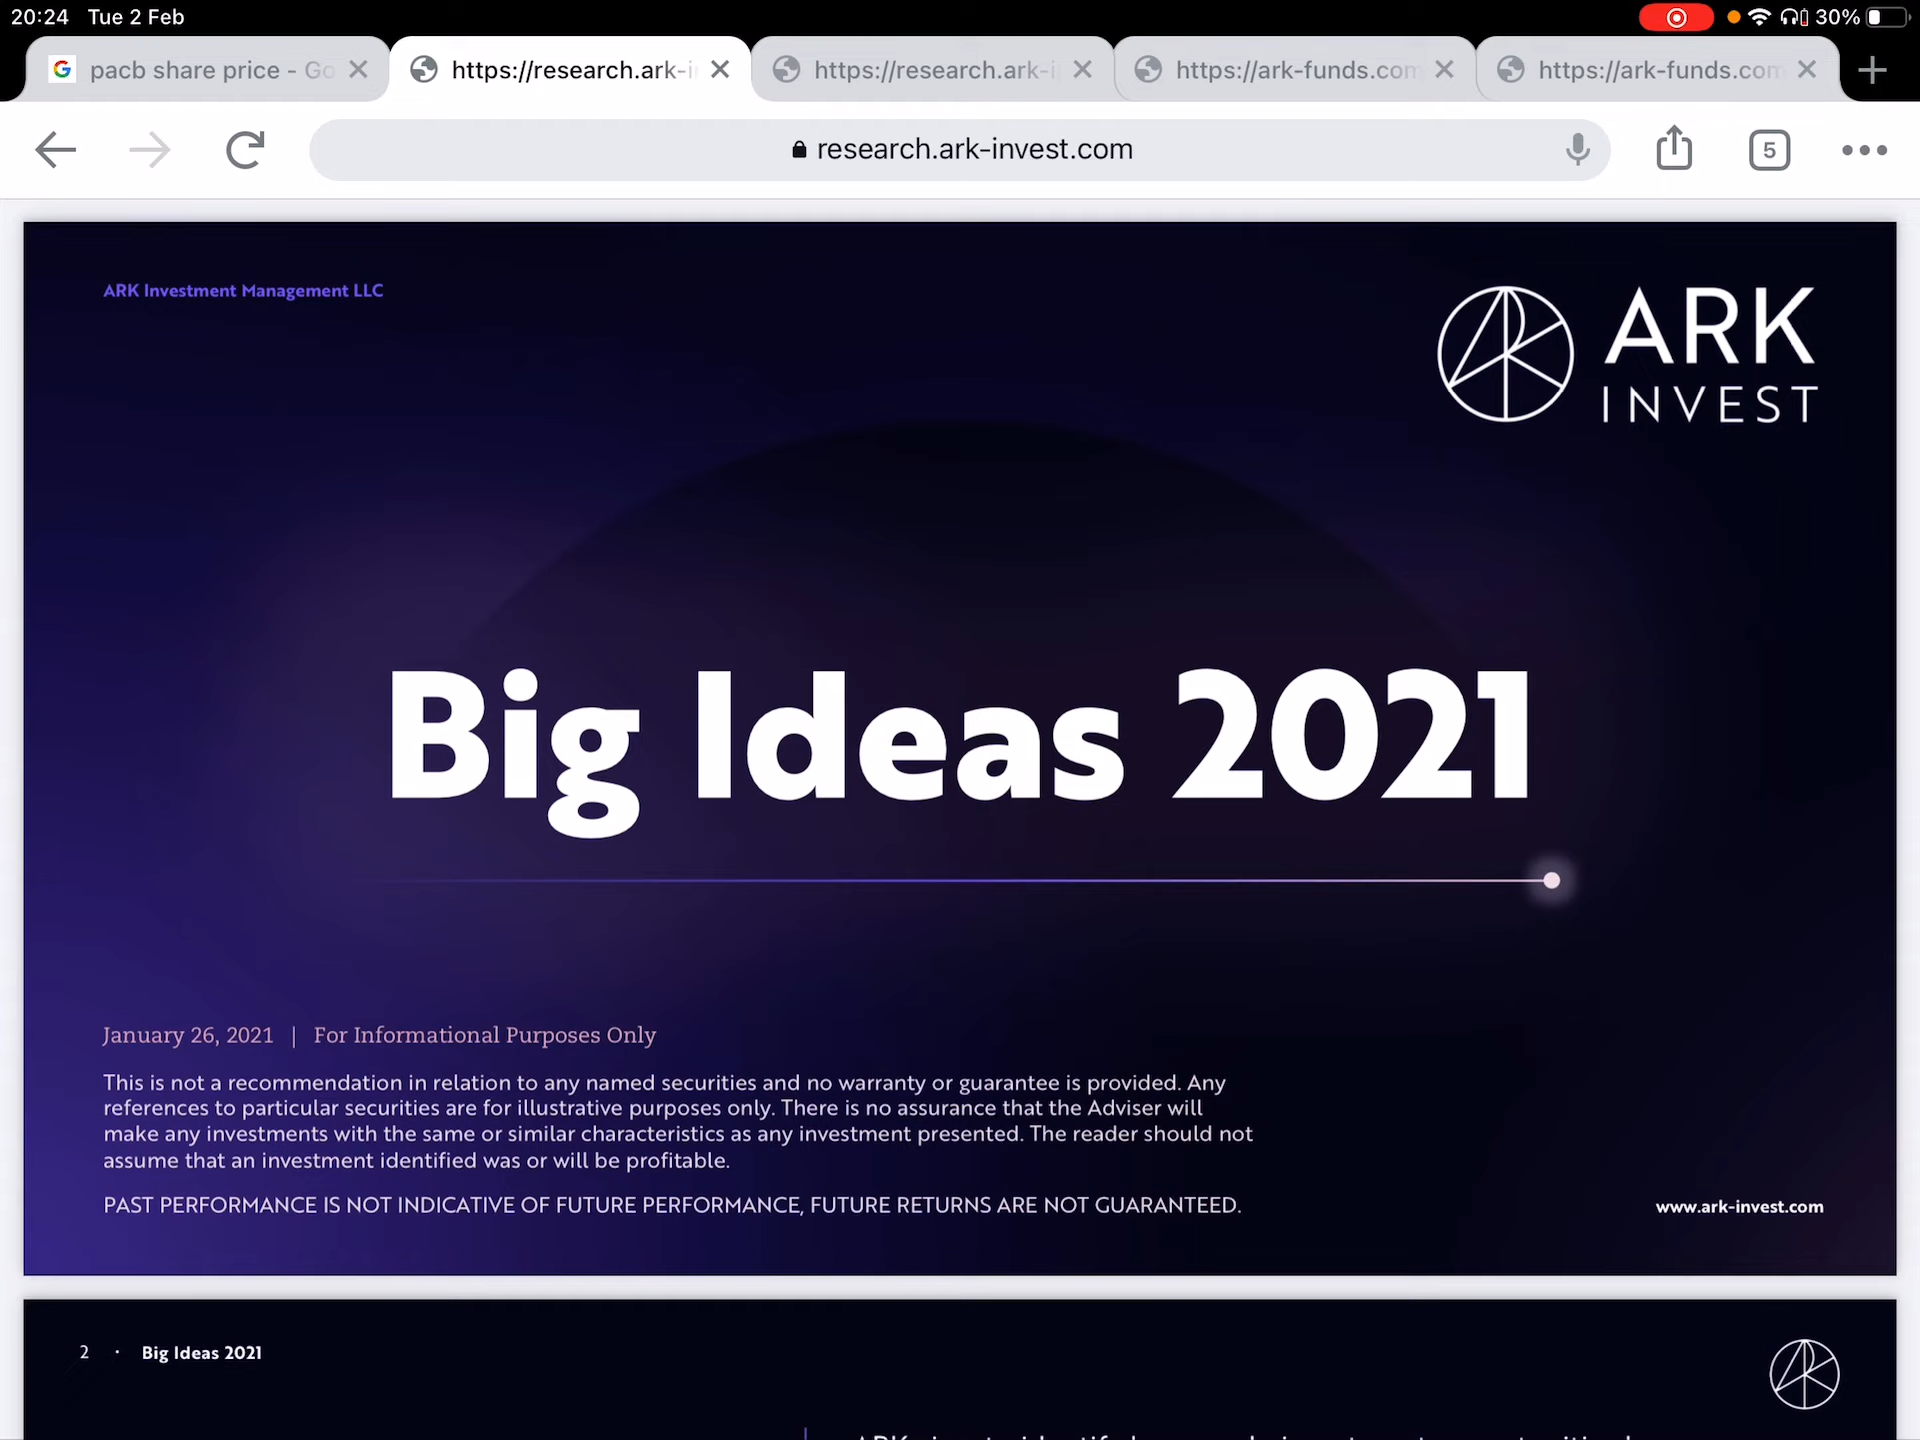 20:24 Tue 2 Feb
30%
pacb share price - Go
https://research.ark-i
https://research.ark-i
https://ark-funds.com
https://ark-funds.com
research.ark-invest.com
5
ARK Investment Management LLC
ARK
INVEST
Big Ideas 2021
January 26, 2021 | For Informational Purposes Only
This is not a recommendation in relation to any named securities and no warranty or guarantee is provided. Any
references to particular securities are for illustrative purposes only. There is no assurance that the Adviser will
make any investments with the same or similar characteristics as any investment presented. The reader should not
assume that an investment identified was or will be profitable.
PAST PERFORMANCE IS NOT INDICATIVE OF FUTURE PERFORMANCE, FUTURE RETURNS ARE NOT GUARANTEED.
www.ark-invest.com
2 · Big Ideas 2021